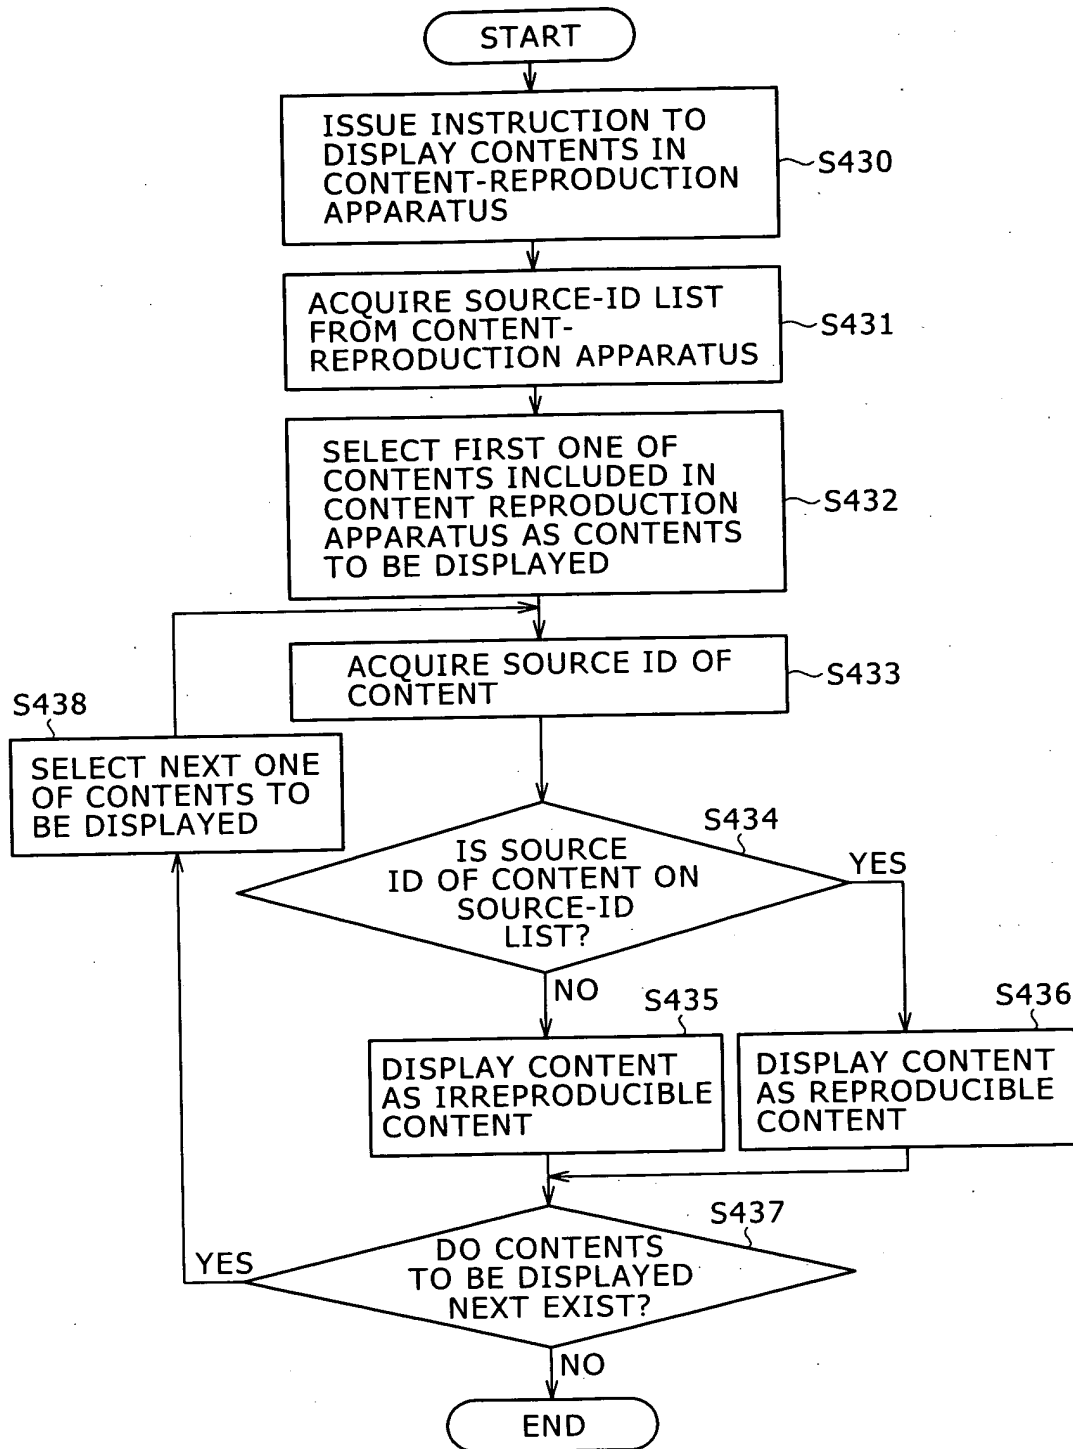 START
ISSUE INSTRUCTION TO
DISPLAY CONTENTS IN
CONTENT-REPRODUCTION
APPARATUS
S430
ACQUIRE SOURCE-ID LIST
FROM CONTENT-
REPRODUCTION APPARATUS
S431
SELECT FIRST ONE OF
CONTENTS INCLUDED IN
CONTENT REPRODUCTION
APPARATUS AS CONTENTS
TO BE DISPLAYED
S432
ACQUIRE SOURCE ID OF
CONTENT
S433
S438
SELECT NEXT ONE
OF CONTENTS TO
BE DISPLAYED
S434
IS SOURCE
ID OF CONTENT ON
SOURCE-ID
LIST?
YES
NO
S435
DISPLAY CONTENT
AS IRREPRODUCIBLE
CONTENT
S436
DISPLAY CONTENT
AS REPRODUCIBLE
CONTENT
S437
DO CONTENTS
TO BE DISPLAYED
NEXT EXIST?
YES
NO
END